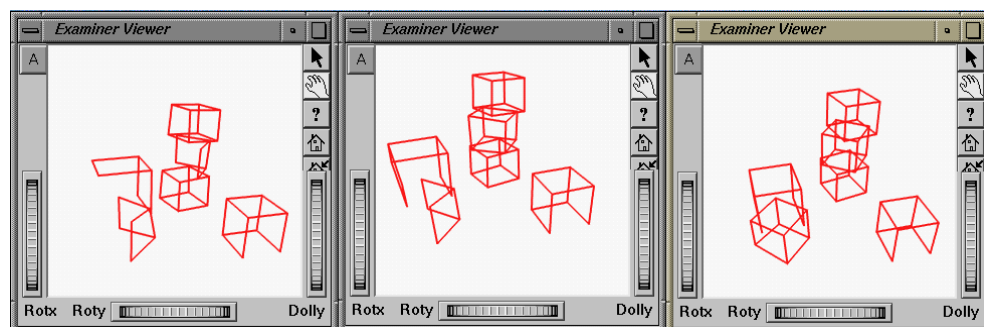 Examiner Viewer
A
?
Rotx Roty Dolly
Examiner Viewer
A
?
Rotx Roty Dolly
Examiner Viewer
A
?
Rotx Roty Dolly